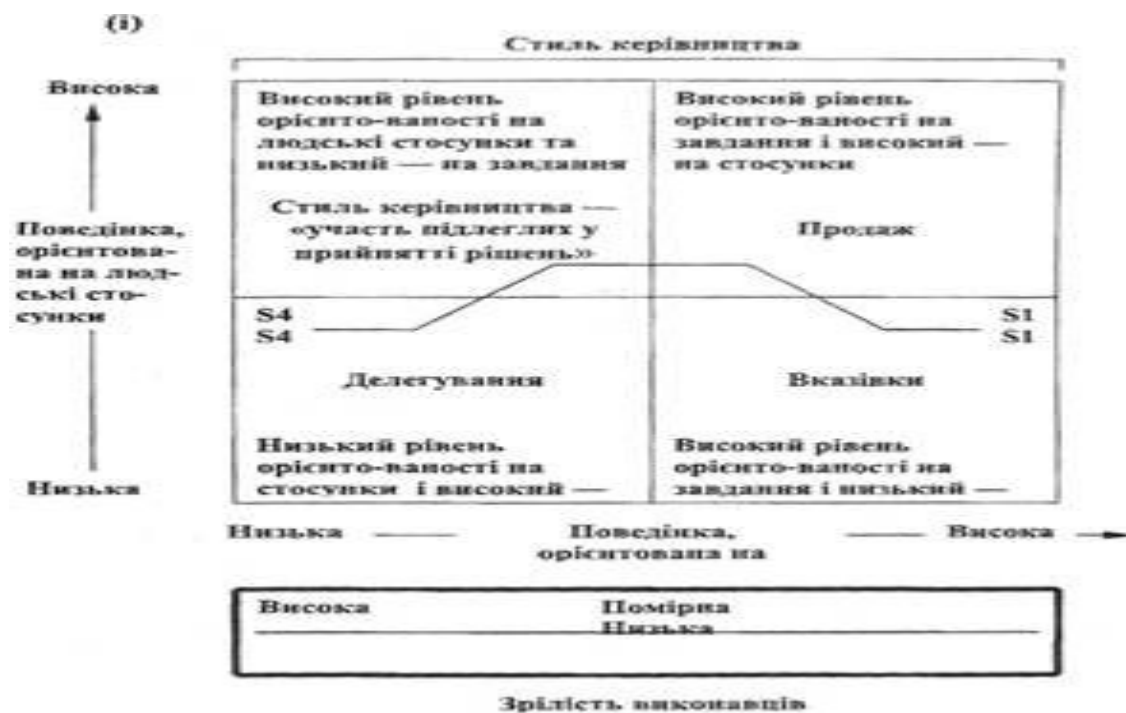 (i)
Стиль керівництва
Висока
Поведінка,
орієнтова-
на на люд-
ські сто-
сунки
Низька
Високий рівень
орієнто-ваності на
людські стосунки та
низький — на завдання
Стиль керівництва —
«участь підлеглих у
прийнятті рішень»
Високий рівень
орієнто-ваності на
завдання і високий —
на стосунки
Продаж
S4
S4
Делегування
Низький рівень
орієнто-ваності на
стосунки і високий —
S1
S1
Вказівки
Високий рівень
орієнто-ваності на
завдання і низький —
Низька — Поведінка, — Висока
орієнтована на
Висока Помірна
Низька
Зрілість виконавців